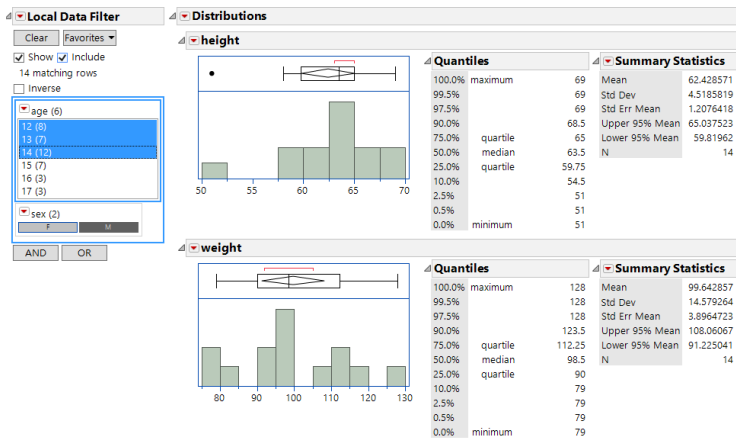 Local Data Filter
Clear Favorites
Show Include
14 matching rows
Inverse
age (6)
12 (8)
13 (7)
14 (12)
15 (7)
16 (3)
17 (3)
sex (2)
F M
AND OR
Distributions
height
50 55 60 65 70
Quantiles
100.0% maximum 69
99.5% 69
97.5% 69
90.0% 68.5
75.0% quartile 65
50.0% median 63.5
25.0% quartile 59.75
10.0% 54.5
2.5% 51
0.5% 51
0.0% minimum 51
Summary Statistics
Mean 62.428571
Std Dev 4.5185819
Std Err Mean 1.2076418
Upper 95% Mean 65.037523
Lower 95% Mean 59.81962
N 14
weight
80 90 100 110 120 130
Quantiles
100.0% maximum 128
99.5% 128
97.5% 128
90.0% 123.5
75.0% quartile 112.25
50.0% median 98.5
25.0% quartile 90
10.0% 79
2.5% 79
0.5% 79
0.0% minimum 79
Summary Statistics
Mean 99.642857
Std Dev 14.579264
Std Err Mean 3.8964723
Upper 95% Mean 108.06067
Lower 95% Mean 91.225041
N 14